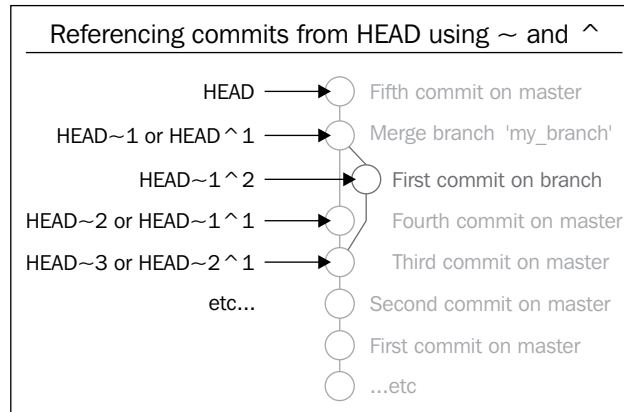 Referencing commits from HEAD using ~ and ^
HEAD Fifth commit on master
HEAD~1 or HEAD^1 Merge branch 'my_branch'
HEAD~1^2 First commit on branch
HEAD~2 or HEAD~1^1 Fourth commit on master
HEAD~3 or HEAD~2^1 Third commit on master
etc... Second commit on master
First commit on master
...etc